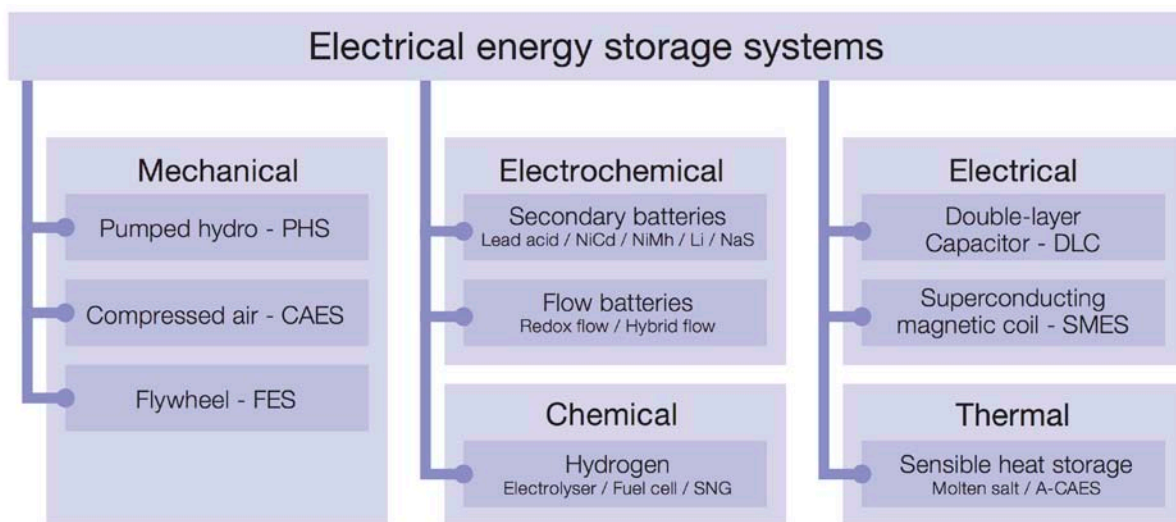 Electrical energy storage systems
Mechanical
Pumped hydro - PHS
Compressed air - CAES
Flywheel - FES
Electrochemical
Secondary batteries
Lead acid / NiCd / NiMh / Li / NaS
Flow batteries
Redox flow / Hybrid flow
Chemical
Hydrogen
Electrolyser / Fuel cell / SNG
Electrical
Double-layer
Capacitor - DLC
Superconducting
magnetic coil - SMES
Thermal
Sensible heat storage
Molten salt / A-CAES